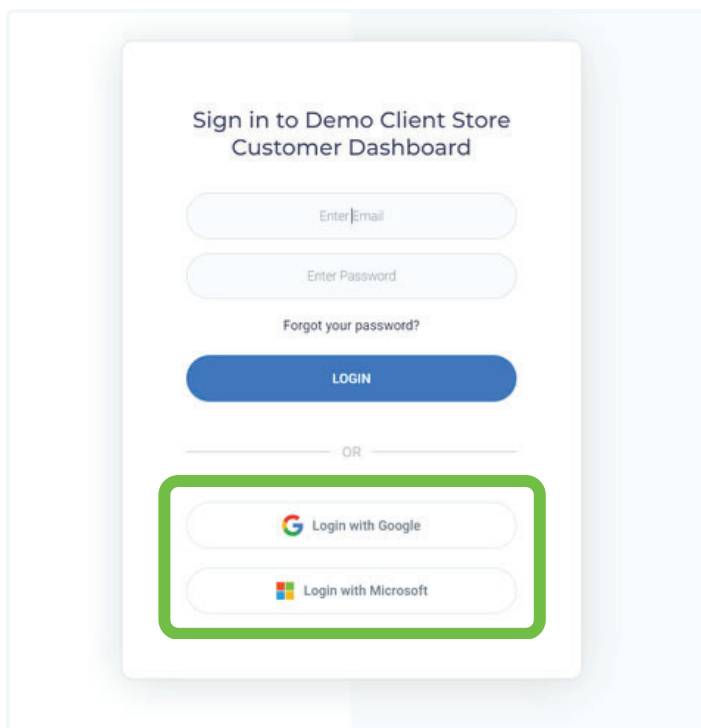 Sign in to Demo Client Store
Customer Dashboard
Enter Email
Enter Password
Forgot your password?
LOGIN
OR
Login with Google
Login with Microsoft